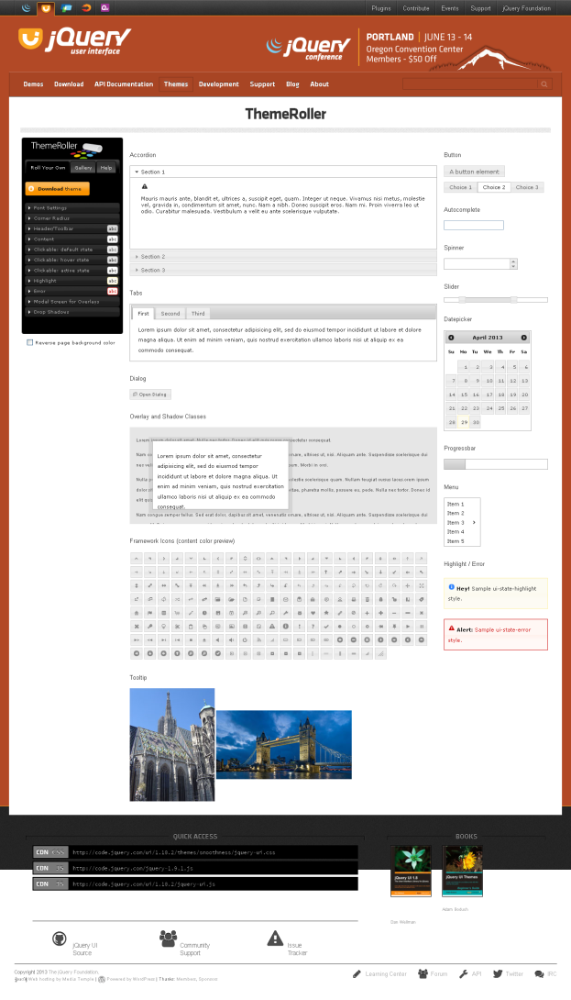 Plugins
Contribute
Events
Support
jQuery Foundation
jQuery
user interface
jQuery
conference
PORTLAND | JUNE 13 - 14
Oregon Convention Center
Members - $50 Off
Demos
Download
API Documentation
Themes
Development
Support
Blog
About
ThemeRoller
ThemeRoller
Roll Your Own
Gallery
Help
Download theme
Font Settings
Corner Radius
Header/Toolbar abc
Content abc
Clickable: default state abc
Clickable: hover state abc
Clickable: active state abc
Highlight abc
Error abc
Modal Screen for Overlays
Drop Shadows
Reverse page background color
Accordion
Section 1
Mauris mauris ante, blandit et, ultrices a, suscipit eget, quam. Integer ut neque. Vivamus nisi metus, molestie
vel, gravida in, condimentum sit amet, nunc. Nam a nibh. Donec suscipit eros. Nam mi. Proin viverra leo ut
odio. Curabitur malesuada. Vestibulum a velit eu ante scelerisque vulputate.
Section 2
Section 3
Tabs
First
Second
Third
Lorem ipsum dolor sit amet, consectetur adipisicing elit, sed do eiusmod tempor incididunt ut labore et dolore
magna aliqua. Ut enim ad minim veniam, quis nostrud exercitation ullamco laboris nisi ut aliquip ex ea
commodo consequat.
Dialog
Open Dialog
Overlay and Shadow Classes
Lorem ipsum dolor sit amet, consectetur
adipisicing elit, sed do eiusmod tempor
incididunt ut labore et dolore magna aliqua. Ut
enim ad minim veniam, quis nostrud exercitation
ullamco laboris nisi ut aliquip ex ea commodo
consequat.
Framework Icons (content color preview)
Tooltip
Button
A button element
Choice 1
Choice 2
Choice 3
Autocomplete
Spinner
Slider
Datepicker
April 2013
Su Mo Tu We Th Fr Sa
1 2 3 4 5 6
7 8 9 10 11 12 13
14 15 16 17 18 19 20
21 22 23 24 25 26 27
28 29 30
Progressbar
Menu
Item 1
Item 2
Item 3
Item 4
Item 5
Highlight / Error
Hey! Sample ui-state-highlight
style.
Alert: Sample ui-state-error
style.
QUICK ACCESS
CDN CSS http://code.jquery.com/ui/1.10.2/themes/smoothness/jquery-ui.css
CDN JS http://code.jquery.com/jquery-1.9.1.js
CDN JS http://code.jquery.com/ui/1.10.2/jquery-ui.js
BOOKS
jQuery UI 1.8
jQuery UI Themes
Dan Wellman
jQuery UI
Source
Community
Support
Issue
Tracker
Copyright 2013 The jQuery Foundation.
Web hosting by Media Temple | Powered by WordPress | Thanks: Members, Sponsors
Learning Center
Forum
API
Twitter
IRC